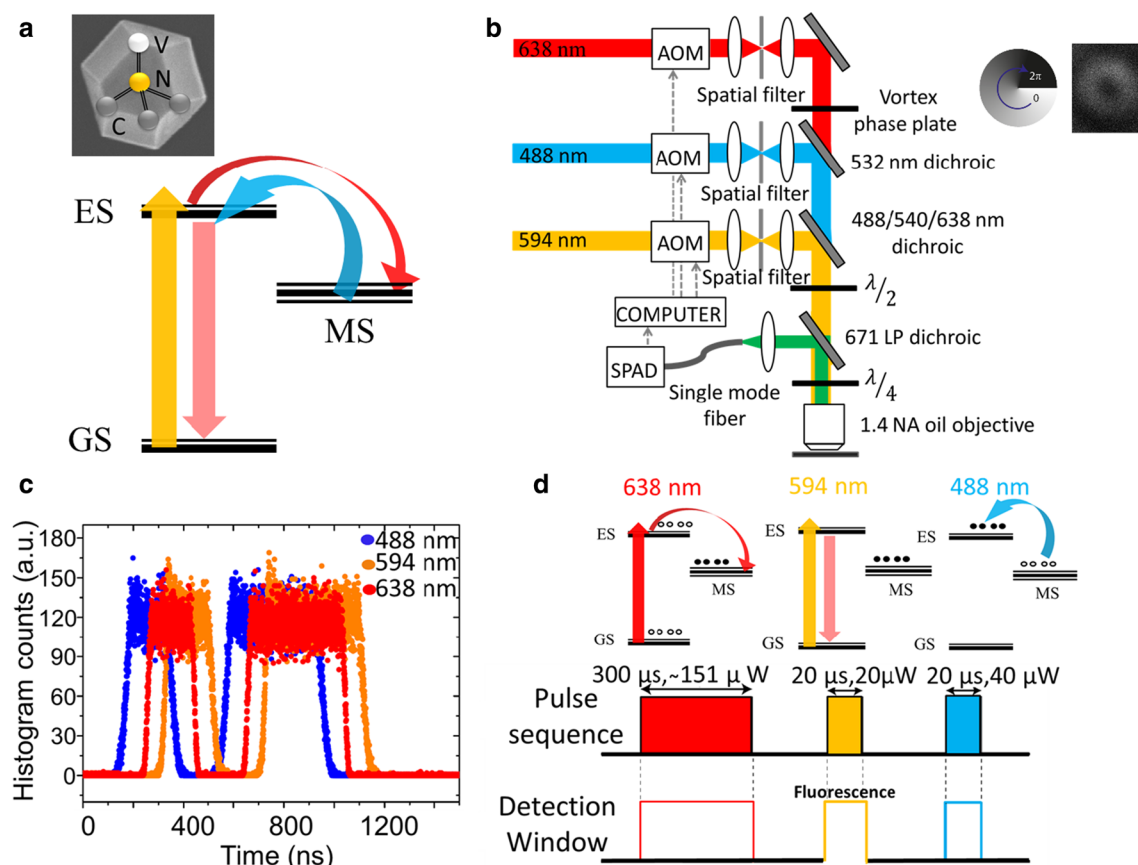 a
V
N
C
ES
MS
GS
b
638 nm
AOM
Spatial filter
Vortex
phase plate
2π
0
488 nm
AOM
532 nm dichroic
Spatial filter
594 nm
AOM
488/540/638 nm
dichroic
Spatial filter
λ/2
COMPUTER
671 LP dichroic
SPAD
Single mode
fiber
λ/4
1.4 NA oil objective
c
Histogram counts (a.u.)
180
150
120
90
60
30
0
488 nm
594 nm
638 nm
0 400 800 1200
Time (ns)
d
638 nm 594 nm 488 nm
ES ES ES
MS MS MS
GS GS GS
300 µs,~151 µ W 20 µs,20µW 20 µs,40 µW
Pulse
sequence
Fluorescence
Detection
Window